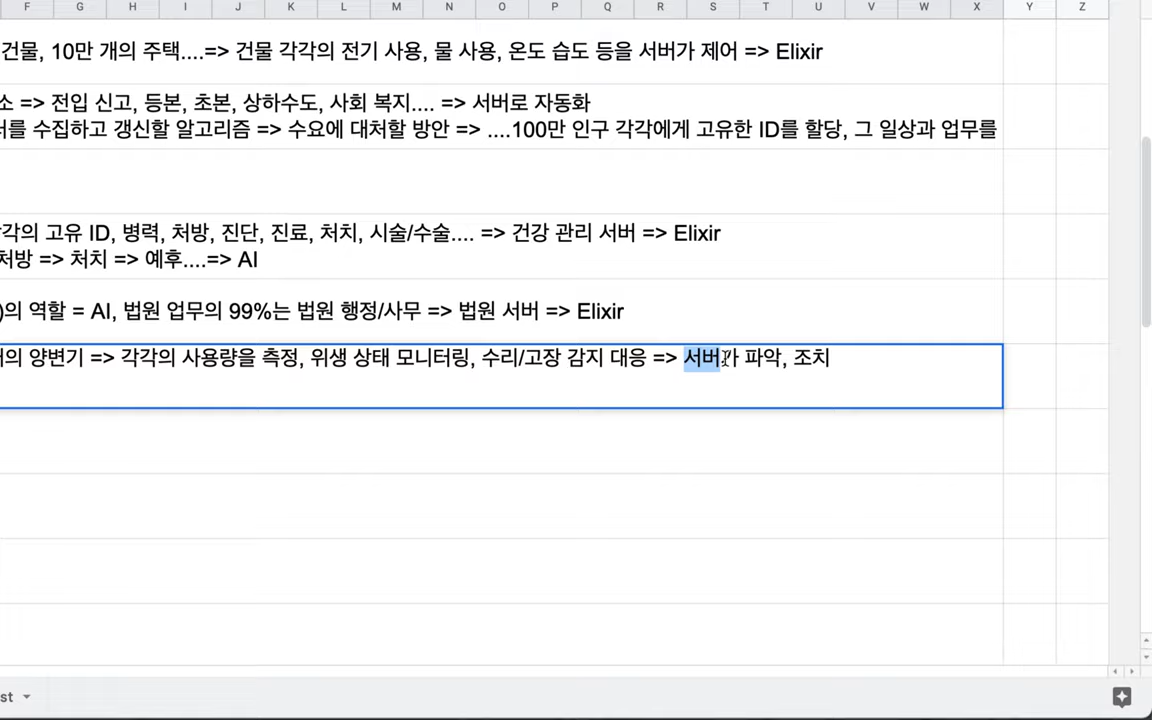 F G H I J K L M N O P Q R S T U V W X Y Z
건물, 10만 개의 주택....=> 건물 각각의 전기 사용, 물 사용, 온도 습도 등을 서버가 제어 => Elixir
소 => 전입 신고, 등본, 초본, 상하수도, 사회 복지.... => 서버로 자동화
를 수집하고 갱신할 알고리즘 => 수요에 대처할 방안 => ....100만 인구 각각에게 고유한 ID를 할당, 그 일상과 업무를
각의 고유 ID, 병력, 처방, 진단, 진료, 처치, 시술/수술.... => 건강 관리 서버 => Elixir
처방 => 처치 => 예후....=> AI
)의 역할 = AI, 법원 업무의 99%는 법원 행정/사무 => 법원 서버 => Elixir
의 양변기 => 각각의 사용량을 측정, 위생 상태 모니터링, 수리/고장 감지 대응 => 서버가 파악, 조치
st